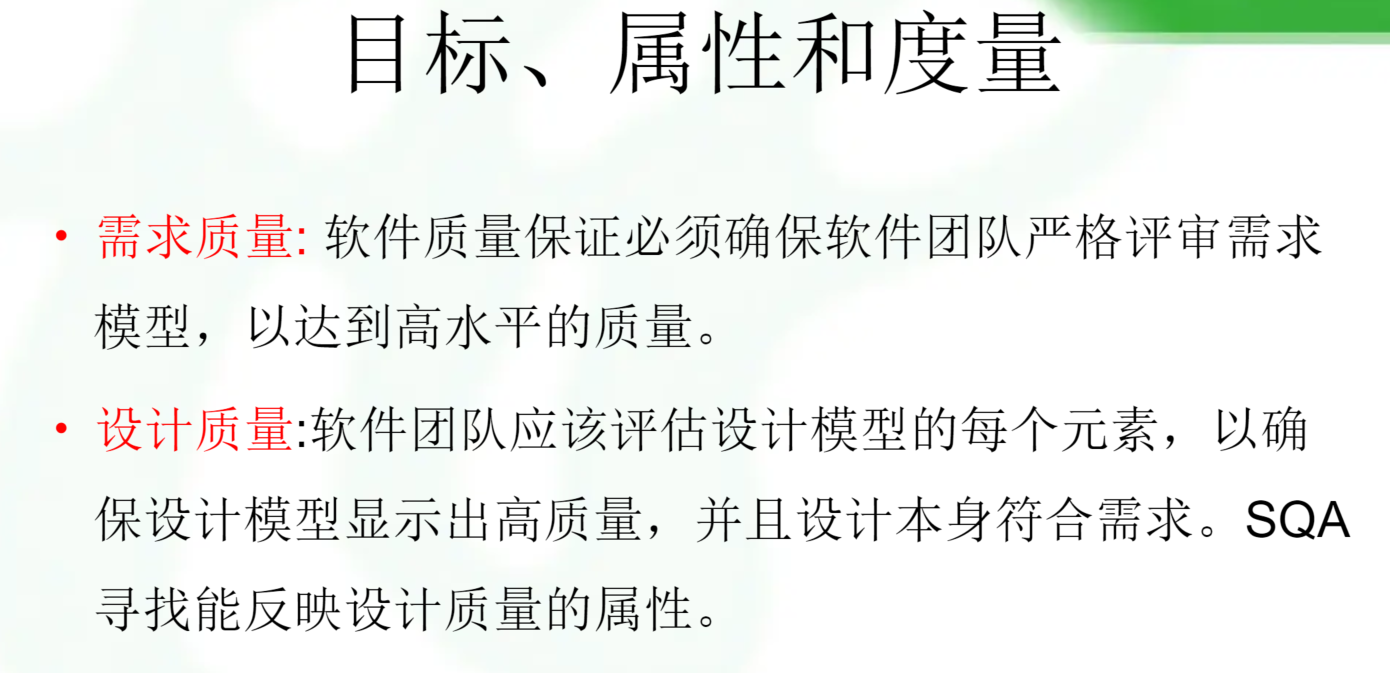 目标、属性和度量
• 需求质量: 软件质量保证必须确保软件团队严格评审需求
模型，以达到高水平的质量。
• 设计质量:软件团队应该评估设计模型的每个元素，以确
保设计模型显示出高质量，并且设计本身符合需求。SQA
寻找能反映设计质量的属性。